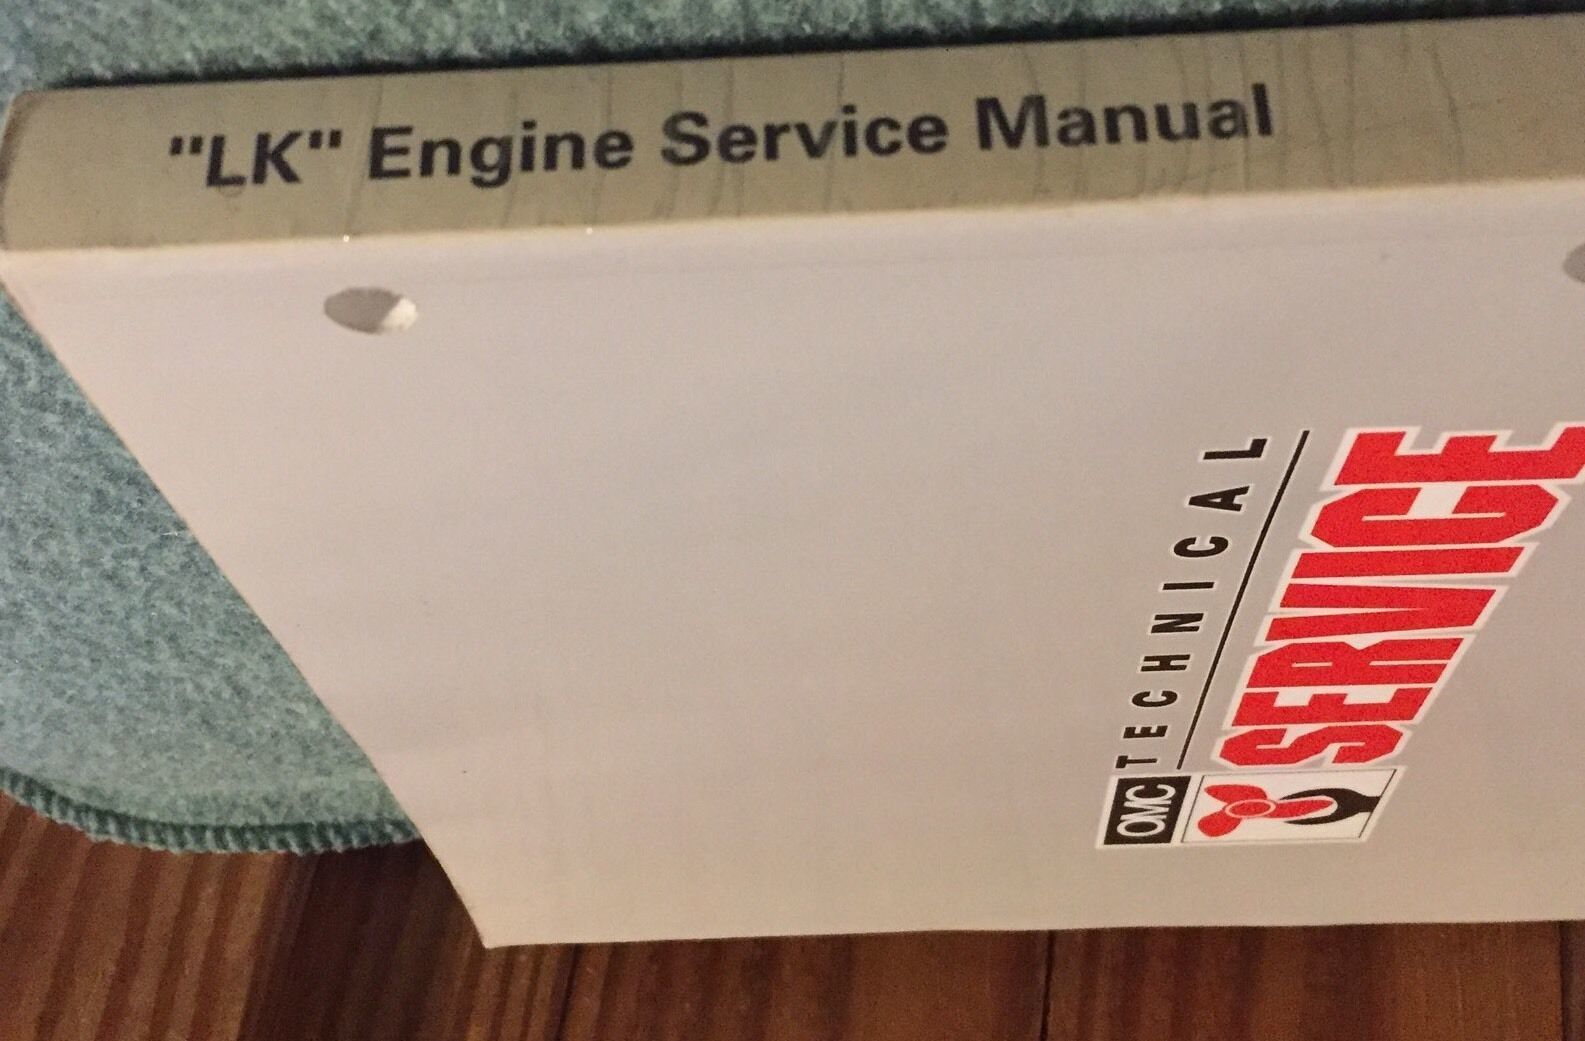 "LK" Engine Service Manual
OMC TECHNICAL
SERVICE